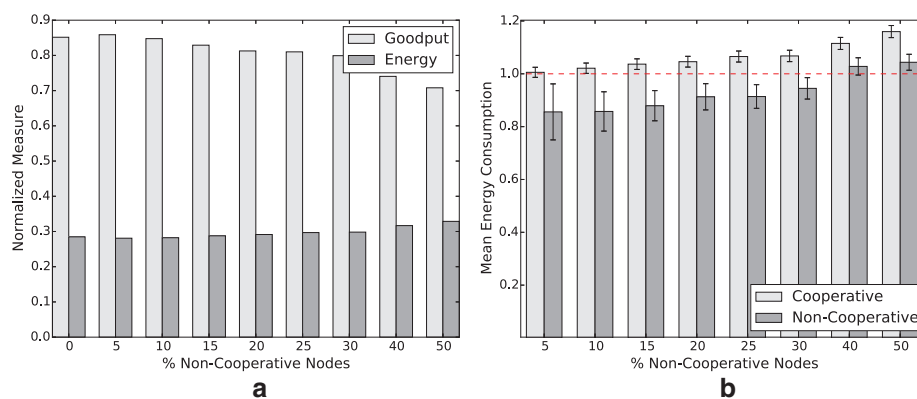 0.9
0.8
0.7
0.6
0.5
0.4
0.3
0.2
0.1
0.0
Normalized Measure
Goodput
Energy
0 5 10 15 20 25 30 40 50
% Non-Cooperative Nodes
a
1.2
1.0
0.8
0.6
0.4
0.2
Mean Energy Consumption
Cooperative
Non-Cooperative
5 10 15 20 25 30 40 50
% Non-Cooperative Nodes
b